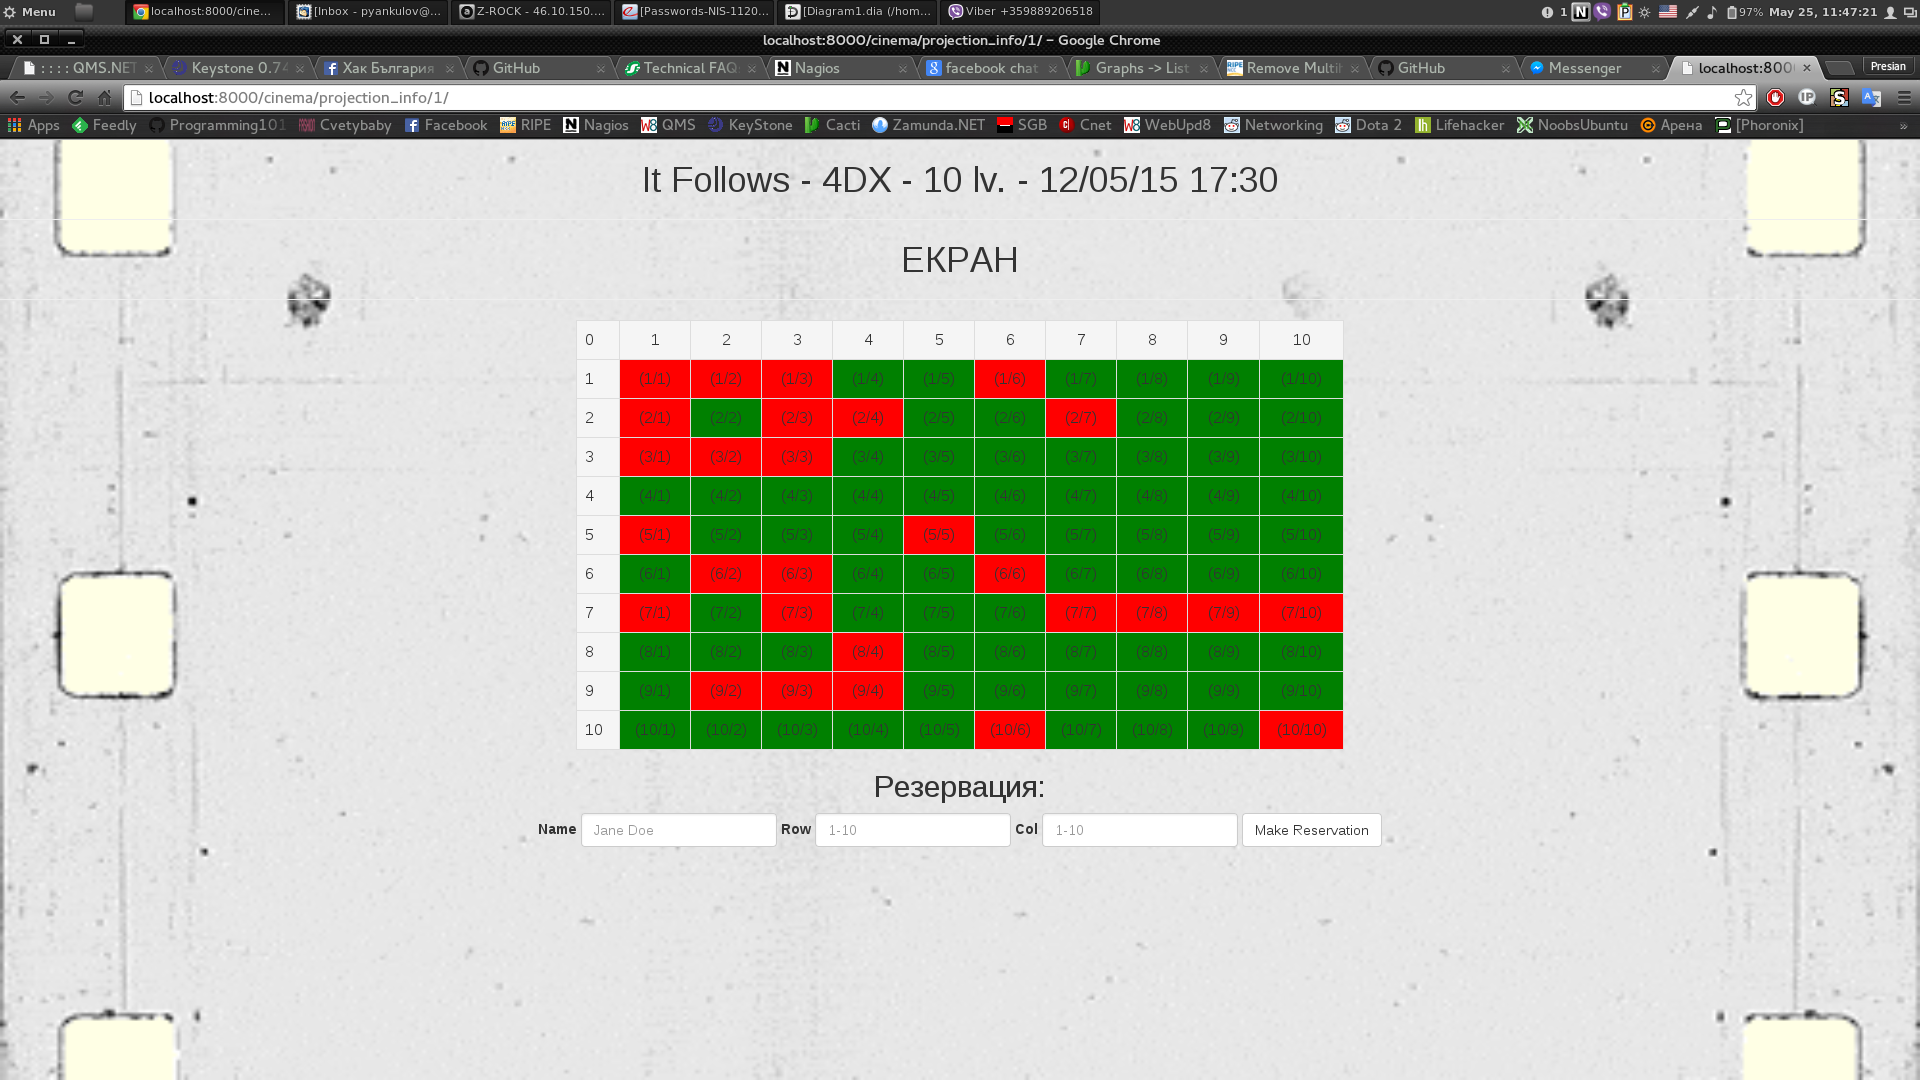 Menu localhost:8000/cine... [Inbox - pyankulov@... Z-ROCK - 46.10.150.... [Passwords-NIS-1120... [Diagram1.dia (/hom... Viber +359889206518 1 97% May 25, 11:47:21
localhost:8000/cinema/projection_info/1/ – Google Chrome
: : : : QMS.NET Keystone 0.74 Хак България GitHub Technical FAQ Nagios facebook chat Graphs -> List Remove Multi GitHub Messenger localhost:800 Presian
localhost:8000/cinema/projection_info/1/
Apps Feedly Programming101 Cvetybaby Facebook RIPE Nagios QMS KeyStone Cacti Zamunda.NET SGB Cnet WebUpd8 Networking Dota 2 Lifehacker NoobsUbuntu Арена [Phoronix] »
It Follows - 4DX - 10 lv. - 12/05/15 17:30
ЕКРАН
0 1 2 3 4 5 6 7 8 9 10
1 (1/1) (1/2) (1/3) (1/4) (1/5) (1/6) (1/7) (1/8) (1/9) (1/10)
2 (2/1) (2/2) (2/3) (2/4) (2/5) (2/6) (2/7) (2/8) (2/9) (2/10)
3 (3/1) (3/2) (3/3) (3/4) (3/5) (3/6) (3/7) (3/8) (3/9) (3/10)
4 (4/1) (4/2) (4/3) (4/4) (4/5) (4/6) (4/7) (4/8) (4/9) (4/10)
5 (5/1) (5/2) (5/3) (5/4) (5/5) (5/6) (5/7) (5/8) (5/9) (5/10)
6 (6/1) (6/2) (6/3) (6/4) (6/5) (6/6) (6/7) (6/8) (6/9) (6/10)
7 (7/1) (7/2) (7/3) (7/4) (7/5) (7/6) (7/7) (7/8) (7/9) (7/10)
8 (8/1) (8/2) (8/3) (8/4) (8/5) (8/6) (8/7) (8/8) (8/9) (8/10)
9 (9/1) (9/2) (9/3) (9/4) (9/5) (9/6) (9/7) (9/8) (9/9) (9/10)
10 (10/1) (10/2) (10/3) (10/4) (10/5) (10/6) (10/7) (10/8) (10/9) (10/10)
Резервация:
Name Jane Doe Row 1-10 Col 1-10 Make Reservation